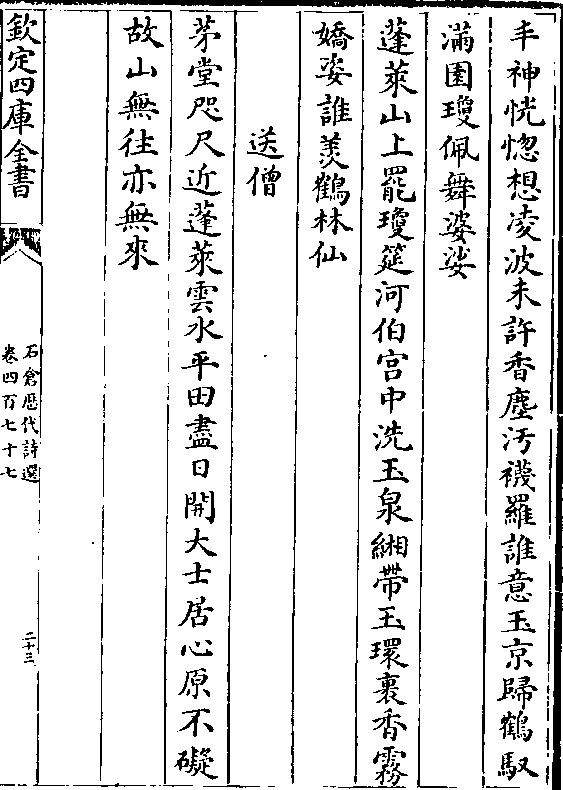 丰神恍惚想凌波未許香塵汚襪羅誰意玉京歸鶴馭
滿園瓊佩舞婆娑
蓬萊山上罷瓊筵河伯宫中洗玉泉緗帶玉環裹香霧
嬌姿誰羡鶴林仙
送僧
茅堂咫尺近蓬萊雲水平田盡日開大士居心原不礙
故山無往亦無來
欽定四庫全書
石倉歴代詩選
卷四百七十七
二十三